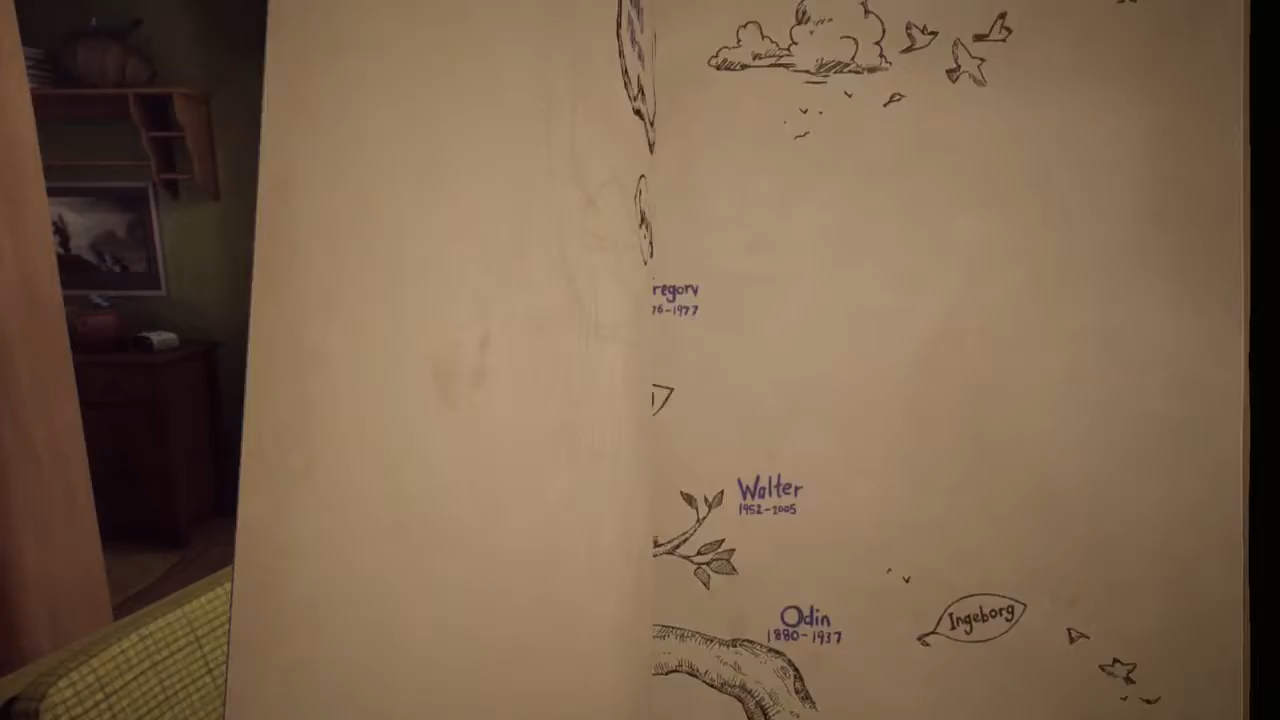 regory
76-1977
Walter
1952-2005
Odin
1880-1937
Ingeborg